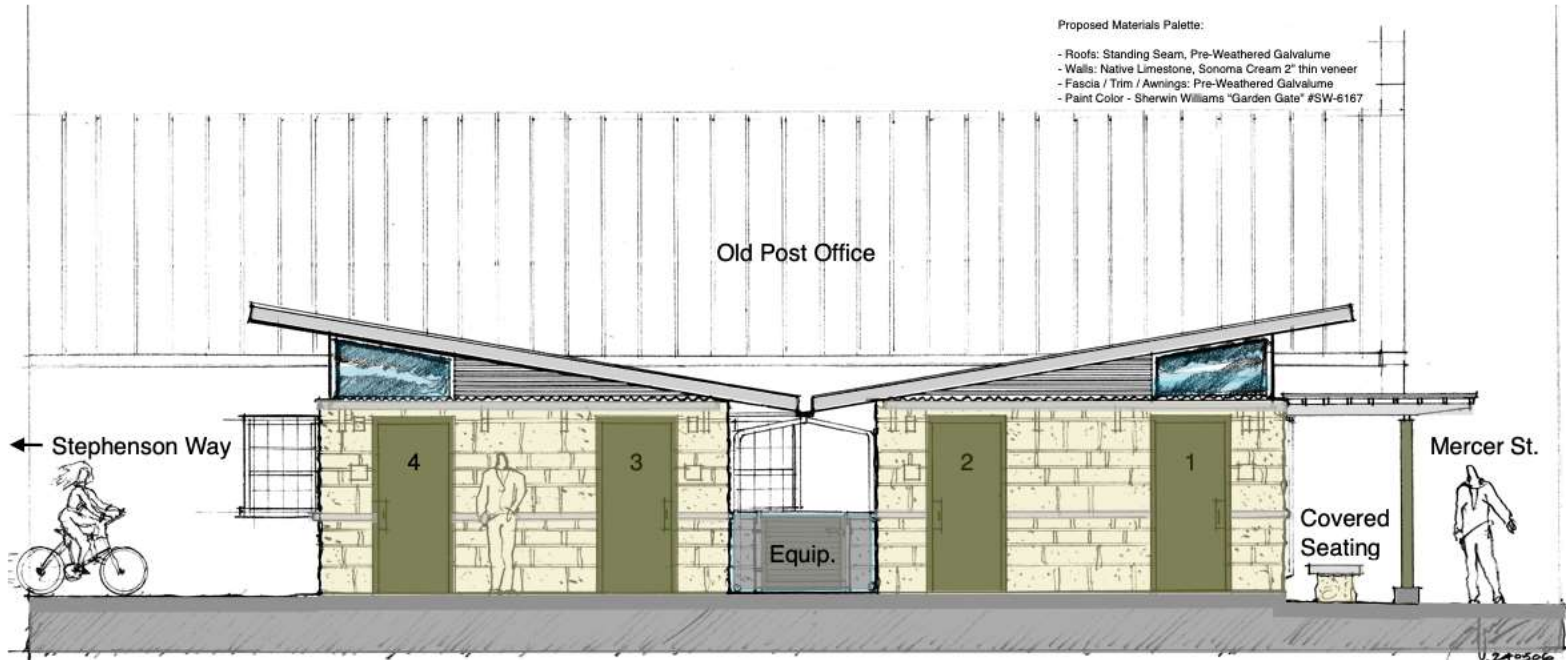 Proposed Materials Palette:
- Roofs: Standing Seam, Pre-Weathered Galvalume
- Walls: Native Limestone, Sonoma Cream 2" thin veneer
- Fascia / Trim / Awnings: Pre-Weathered Galvalume
- Paint Color - Sherwin Williams "Garden Gate" #SW-6167
Old Post Office
← Stephenson Way
4
3
2
1
Mercer St.
Equip.
Covered
Seating
240506